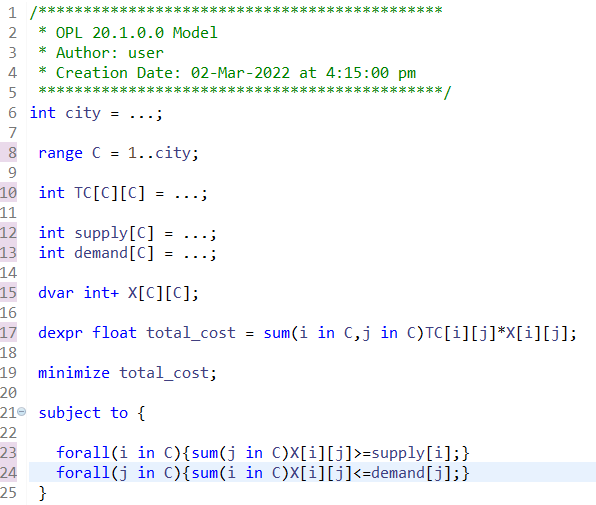 1 /*********************************************
2  * OPL 20.1.0.0 Model
3  * Author: user
4  * Creation Date: 02-Mar-2022 at 4:15:00 pm
5  *********************************************/
6 int city = ...;
7
8  range C = 1..city;
9
10  int TC[C][C] = ...;
11
12  int supply[C] = ...;
13  int demand[C] = ...;
14
15  dvar int+ X[C][C];
16
17  dexpr float total_cost = sum(i in C,j in C)TC[i][j]*X[i][j];
18
19  minimize total_cost;
20
21  subject to {
22
23    forall(i in C){sum(j in C)X[i][j]>=supply[i];}
24    forall(j in C){sum(i in C)X[i][j]<=demand[j];}
25  }